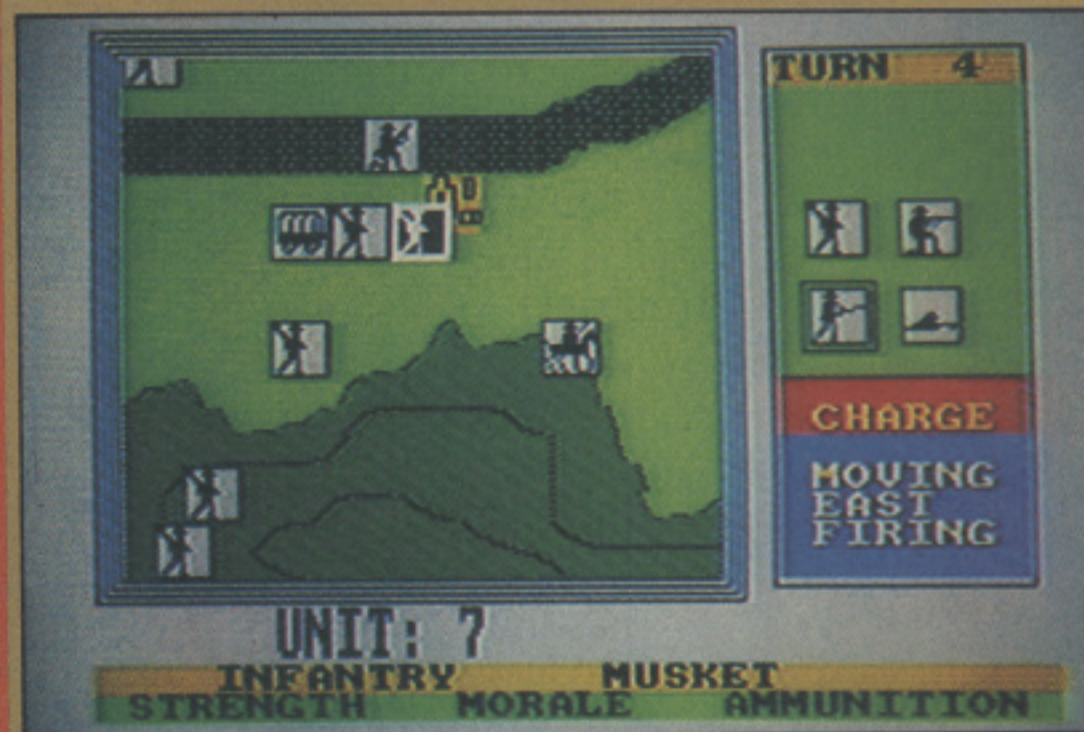 TURN 4
CHARGE
MOVING
EAST
FIRING
UNIT: 7
INFANTRY MUSKET
STRENGTH MORALE AMMUNITION